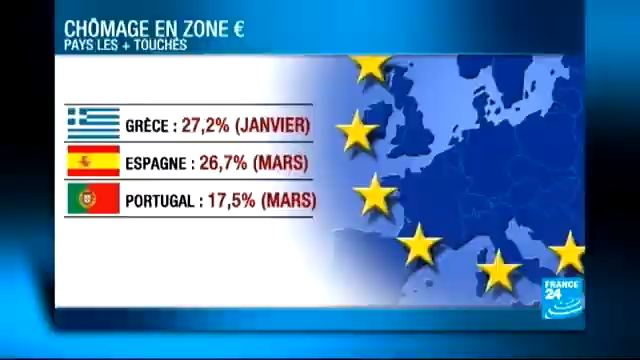 CHÔMAGE EN ZONE €
PAYS LES + TOUCHÉS
GRÈCE : 27,2% (JANVIER)
ESPAGNE : 26,7% (MARS)
PORTUGAL : 17,5% (MARS)
FRANCE
24